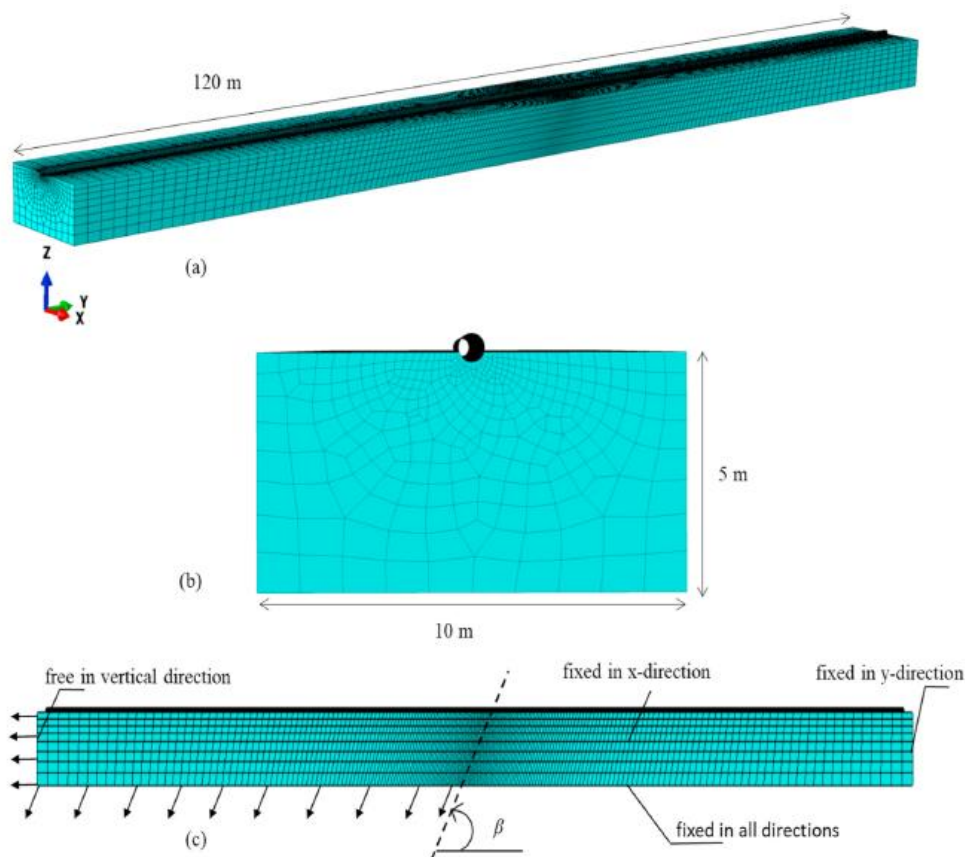 120 m
Z
Y
X
(a)
5 m
(b)
10 m
free in vertical direction
fixed in x-direction
fixed in y-direction
β
(c)
fixed in all directions